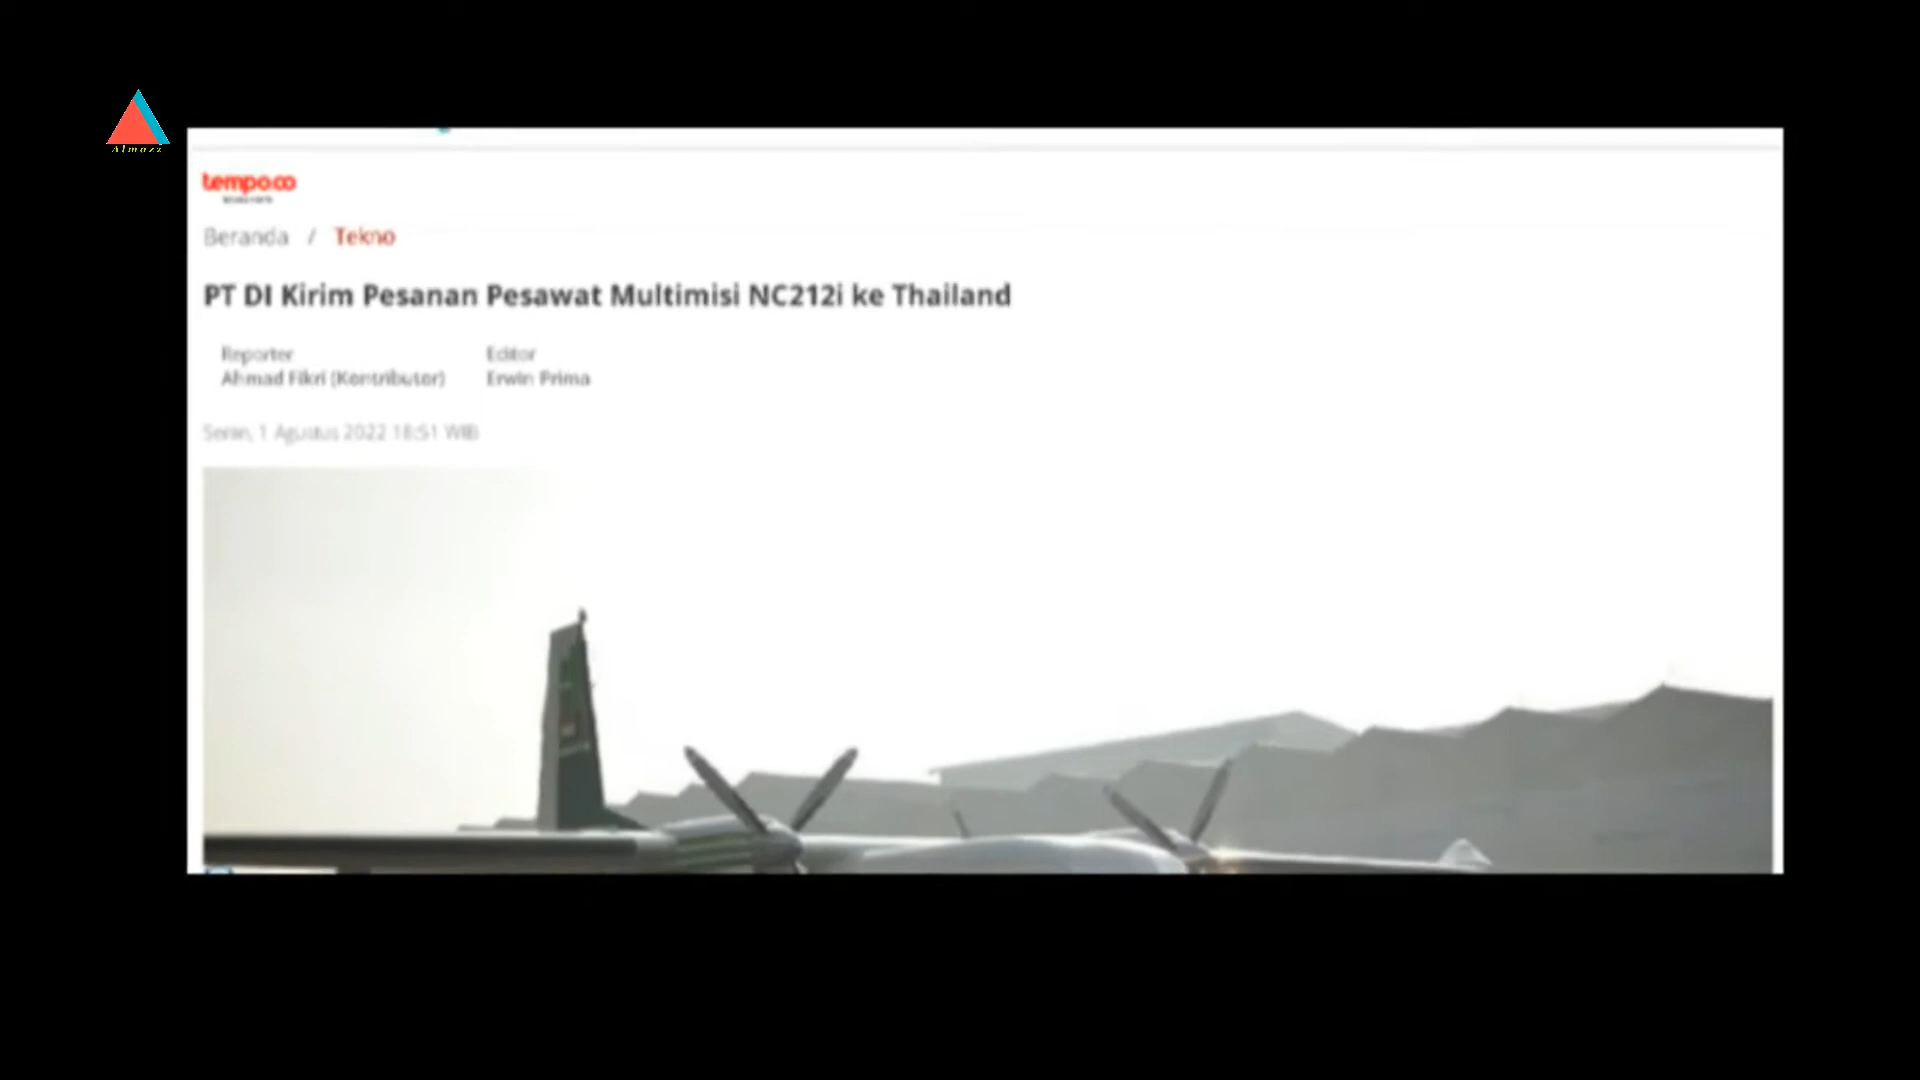 Almazz
tempo.co
Beranda / Tekno
PT DI Kirim Pesanan Pesawat Multimisi NC212i ke Thailand
Reporter Editor
Ahmad Fikri (Kontributor) Erwin Prima
Senin, 1 Agustus 2022 18:51 WIB